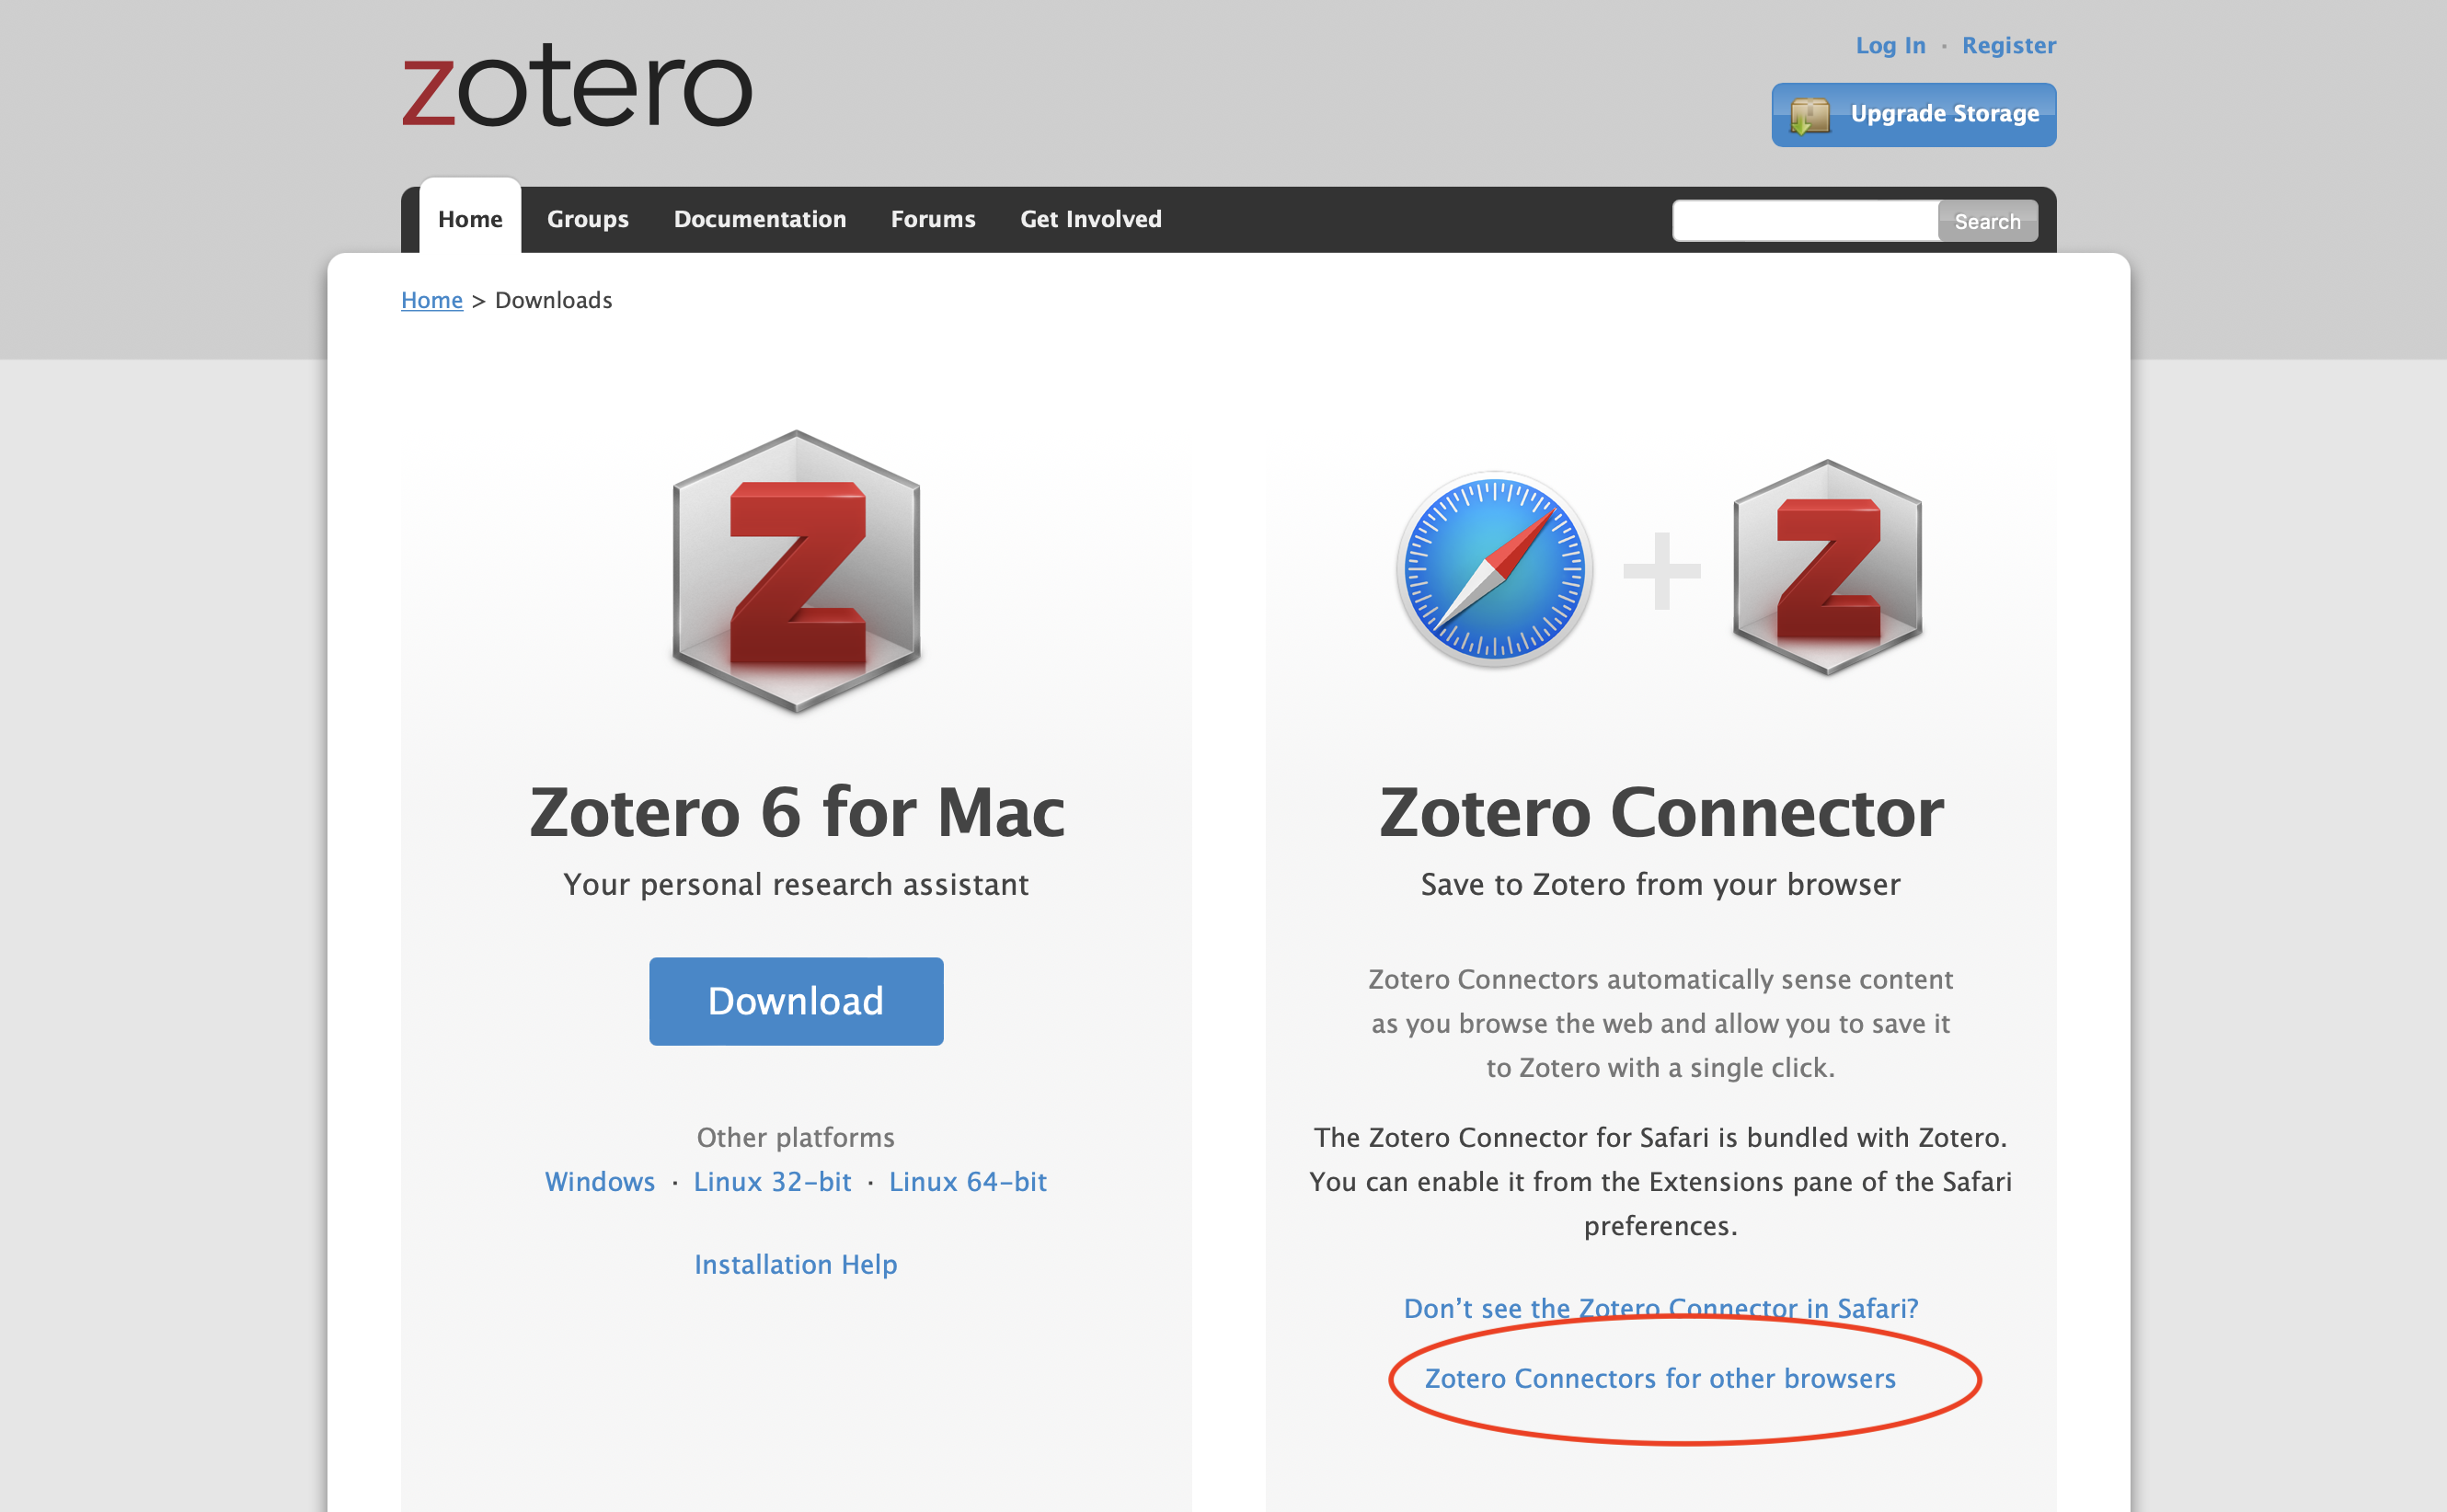 zotero
Log In · Register
Upgrade Storage
Home Groups Documentation Forums Get Involved Search
Home > Downloads
Z
Z
Zotero 6 for Mac
Your personal research assistant
Download
Other platforms
Windows · Linux 32-bit · Linux 64-bit
Installation Help
Zotero Connector
Save to Zotero from your browser
Zotero Connectors automatically sense content
as you browse the web and allow you to save it
to Zotero with a single click.
The Zotero Connector for Safari is bundled with Zotero.
You can enable it from the Extensions pane of the Safari
preferences.
Don’t see the Zotero Connector in Safari?
Zotero Connectors for other browsers